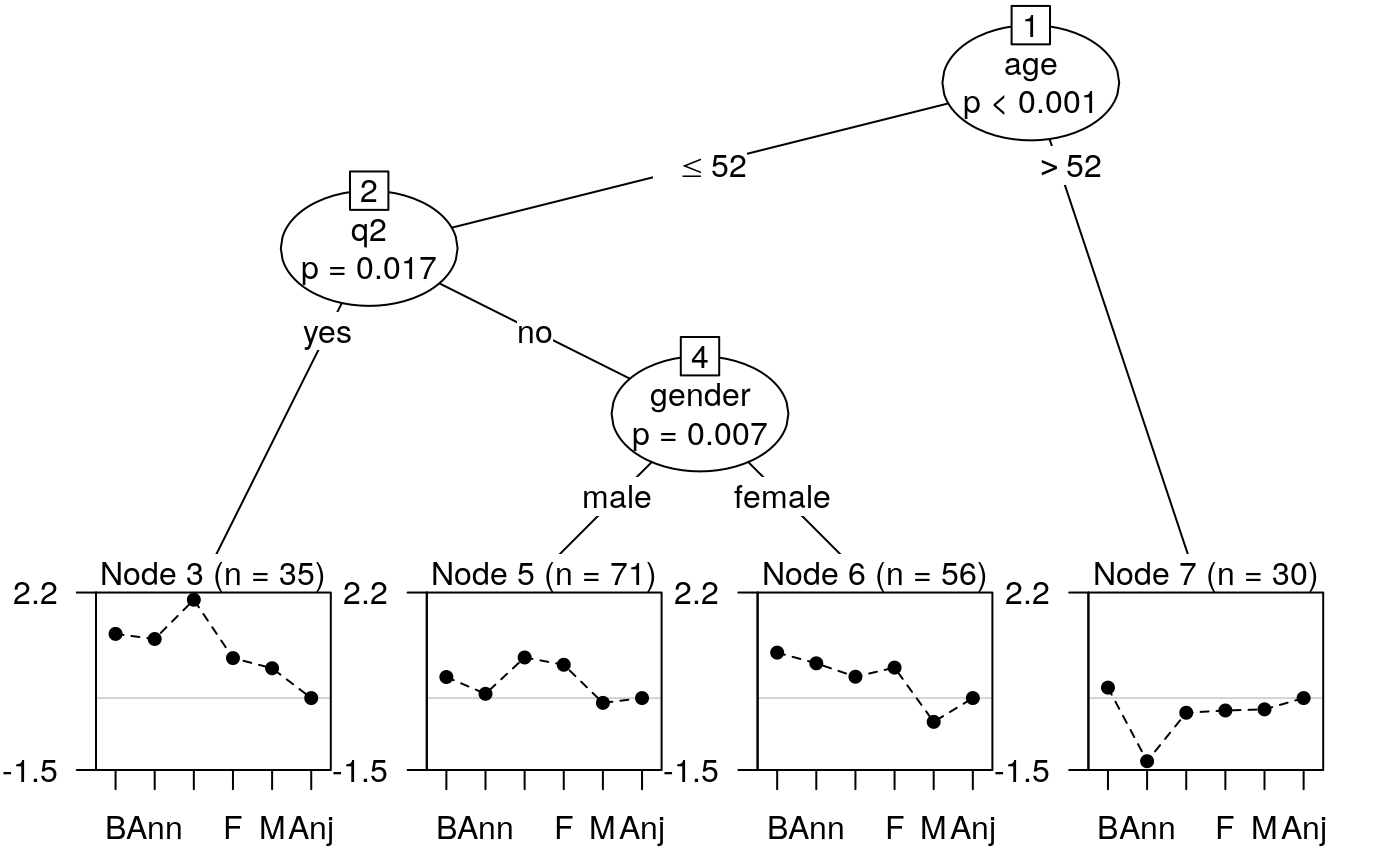 1
age
p < 0.001
≤ 52
> 52
2
q2
p = 0.017
yes
no
4
gender
p = 0.007
male
female
Node 3 (n = 35)
2.2
-1.5
B Ann F M Anj
Node 5 (n = 71)
2.2
-1.5
B Ann F M Anj
Node 6 (n = 56)
2.2
-1.5
B Ann F M Anj
Node 7 (n = 30)
2.2
-1.5
B Ann F M Anj